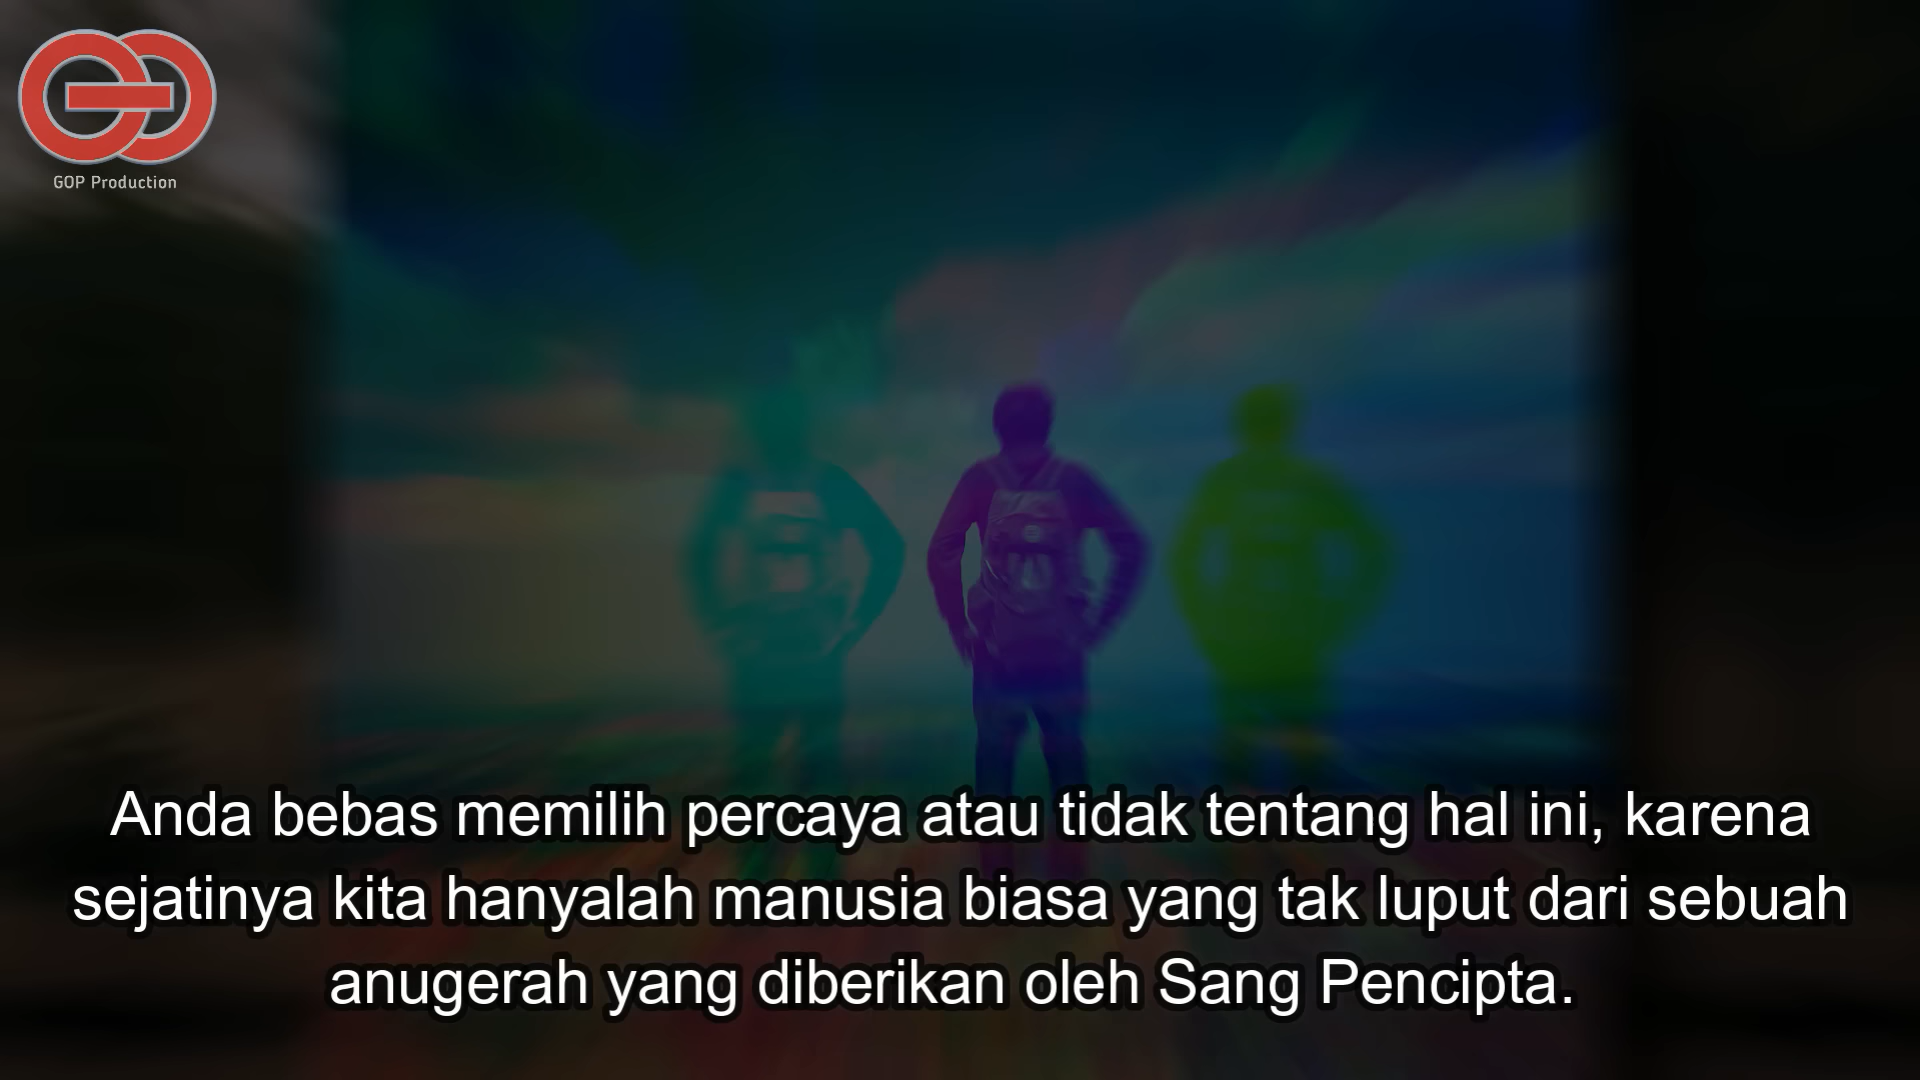 GOP Production
Anda bebas memilih percaya atau tidak tentang hal ini, karena
sejatinya kita hanyalah manusia biasa yang tak luput dari sebuah
anugerah yang diberikan oleh Sang Pencipta.